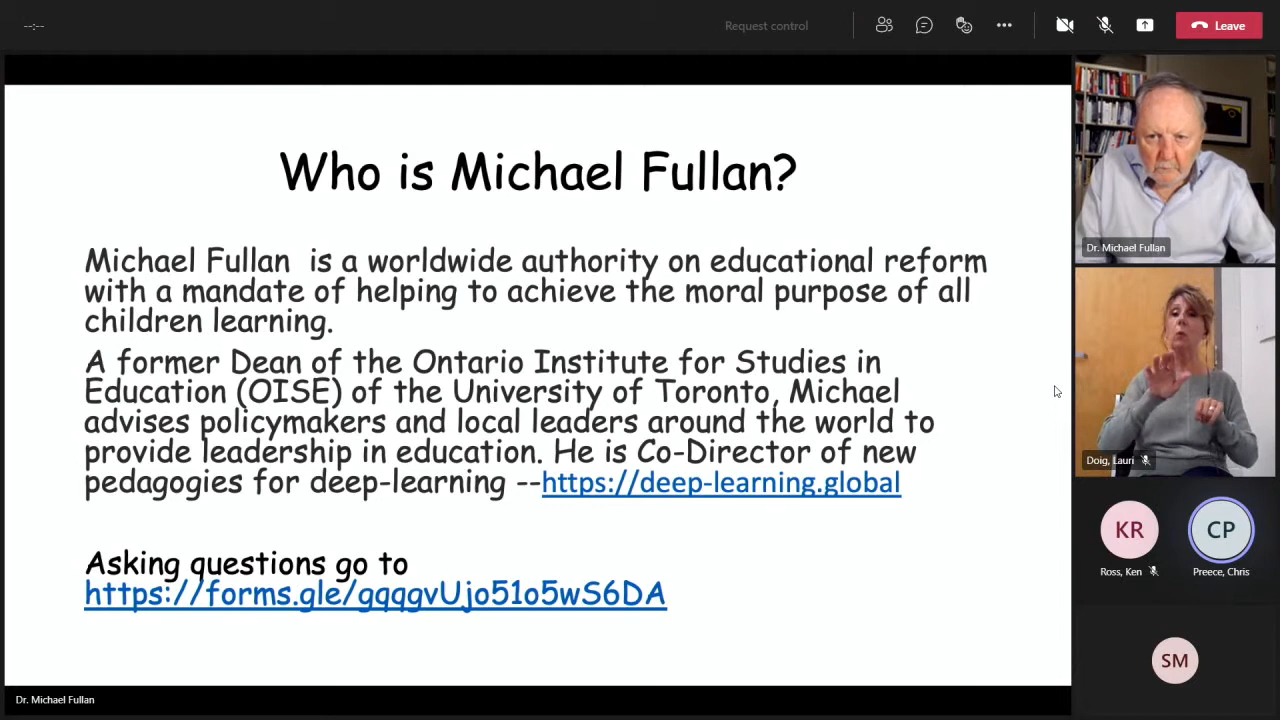 --:--
Request control
Leave
Who is Michael Fullan?
Michael Fullan  is a worldwide authority on educational reform
with a mandate of helping to achieve the moral purpose of all
children learning.
A former Dean of the Ontario Institute for Studies in
Education (OISE) of the University of Toronto, Michael
advises policymakers and local leaders around the world to
provide leadership in education. He is Co-Director of new
pedagogies for deep-learning --https://deep-learning.global
Asking questions go to
https://forms.gle/gqqgvUjo51o5wS6DA
Dr. Michael Fullan
Dr. Michael Fullan
Doig, Lauri
KR
CP
Ross, Ken
Preece, Chris
SM